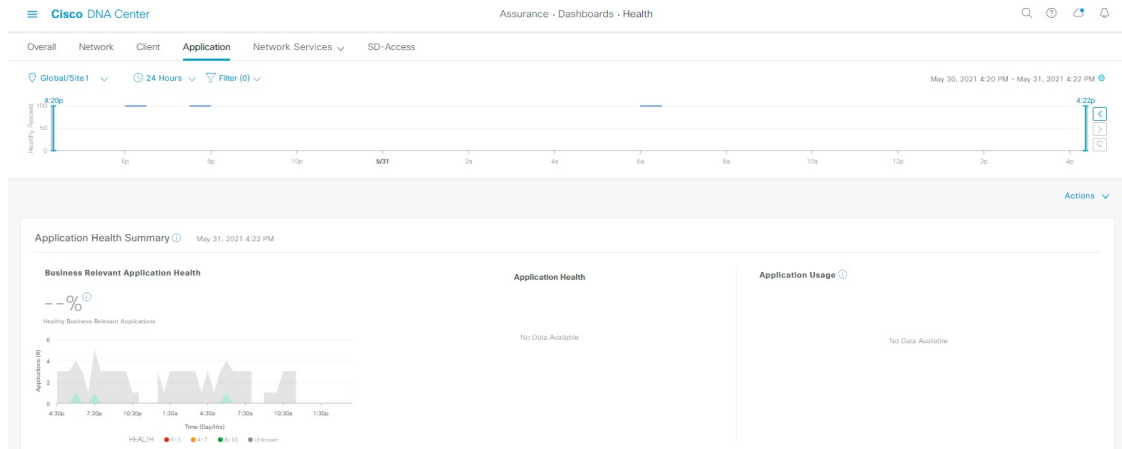 Cisco DNA Center
Assurance · Dashboards · Health
Overall Network Client Application Network Services SD-Access
Global/Site1 24 Hours Filter (0)
May 30, 2021 4:20 PM - May 31, 2021 4:22 PM
4:20p 4:22p
Healthy Percent
100
50
0
6p 8p 10p 5/31 2a 4a 6a 8a 10a 12p 2p 4p
Actions
Application Health Summary May 31, 2021 4:22 PM
Business Relevant Application Health
--%
Healthy Business Relevant Applications
Applications (#)
6
4
2
0
4:30p 7:30p 10:30p 1:30a 4:30a 7:30a 10:30a 1:30p
Time (Day/Hrs)
HEALTH 1-3 4-7 8-10 Unknown
Application Health
No Data Available
Application Usage
No Data Available